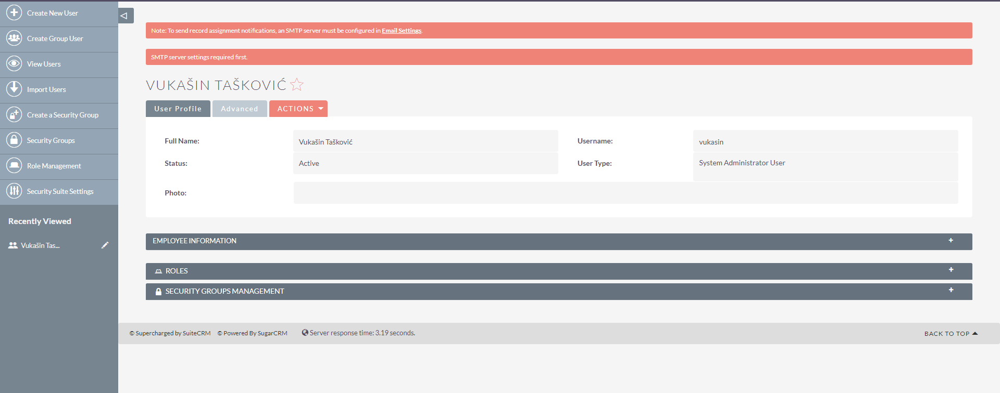 Create New User
Create Group User
View Users
Import Users
Create a Security Group
Security Groups
Role Management
Security Suite Settings
Recently Viewed
Vukašin Tas...
Note: To send record assignment notifications, an SMTP server must be configured in Email Settings.
SMTP server settings required first.
VUKAŠIN TAŠKOVIĆ
User Profile Advanced ACTIONS
Full Name: Vukašin Tašković Username: vukasin
Status: Active User Type: System Administrator User
Photo:
EMPLOYEE INFORMATION +
ROLES +
SECURITY GROUPS MANAGEMENT +
© Supercharged by SuiteCRM © Powered By SugarCRM Server response time: 3.19 seconds. BACK TO TOP